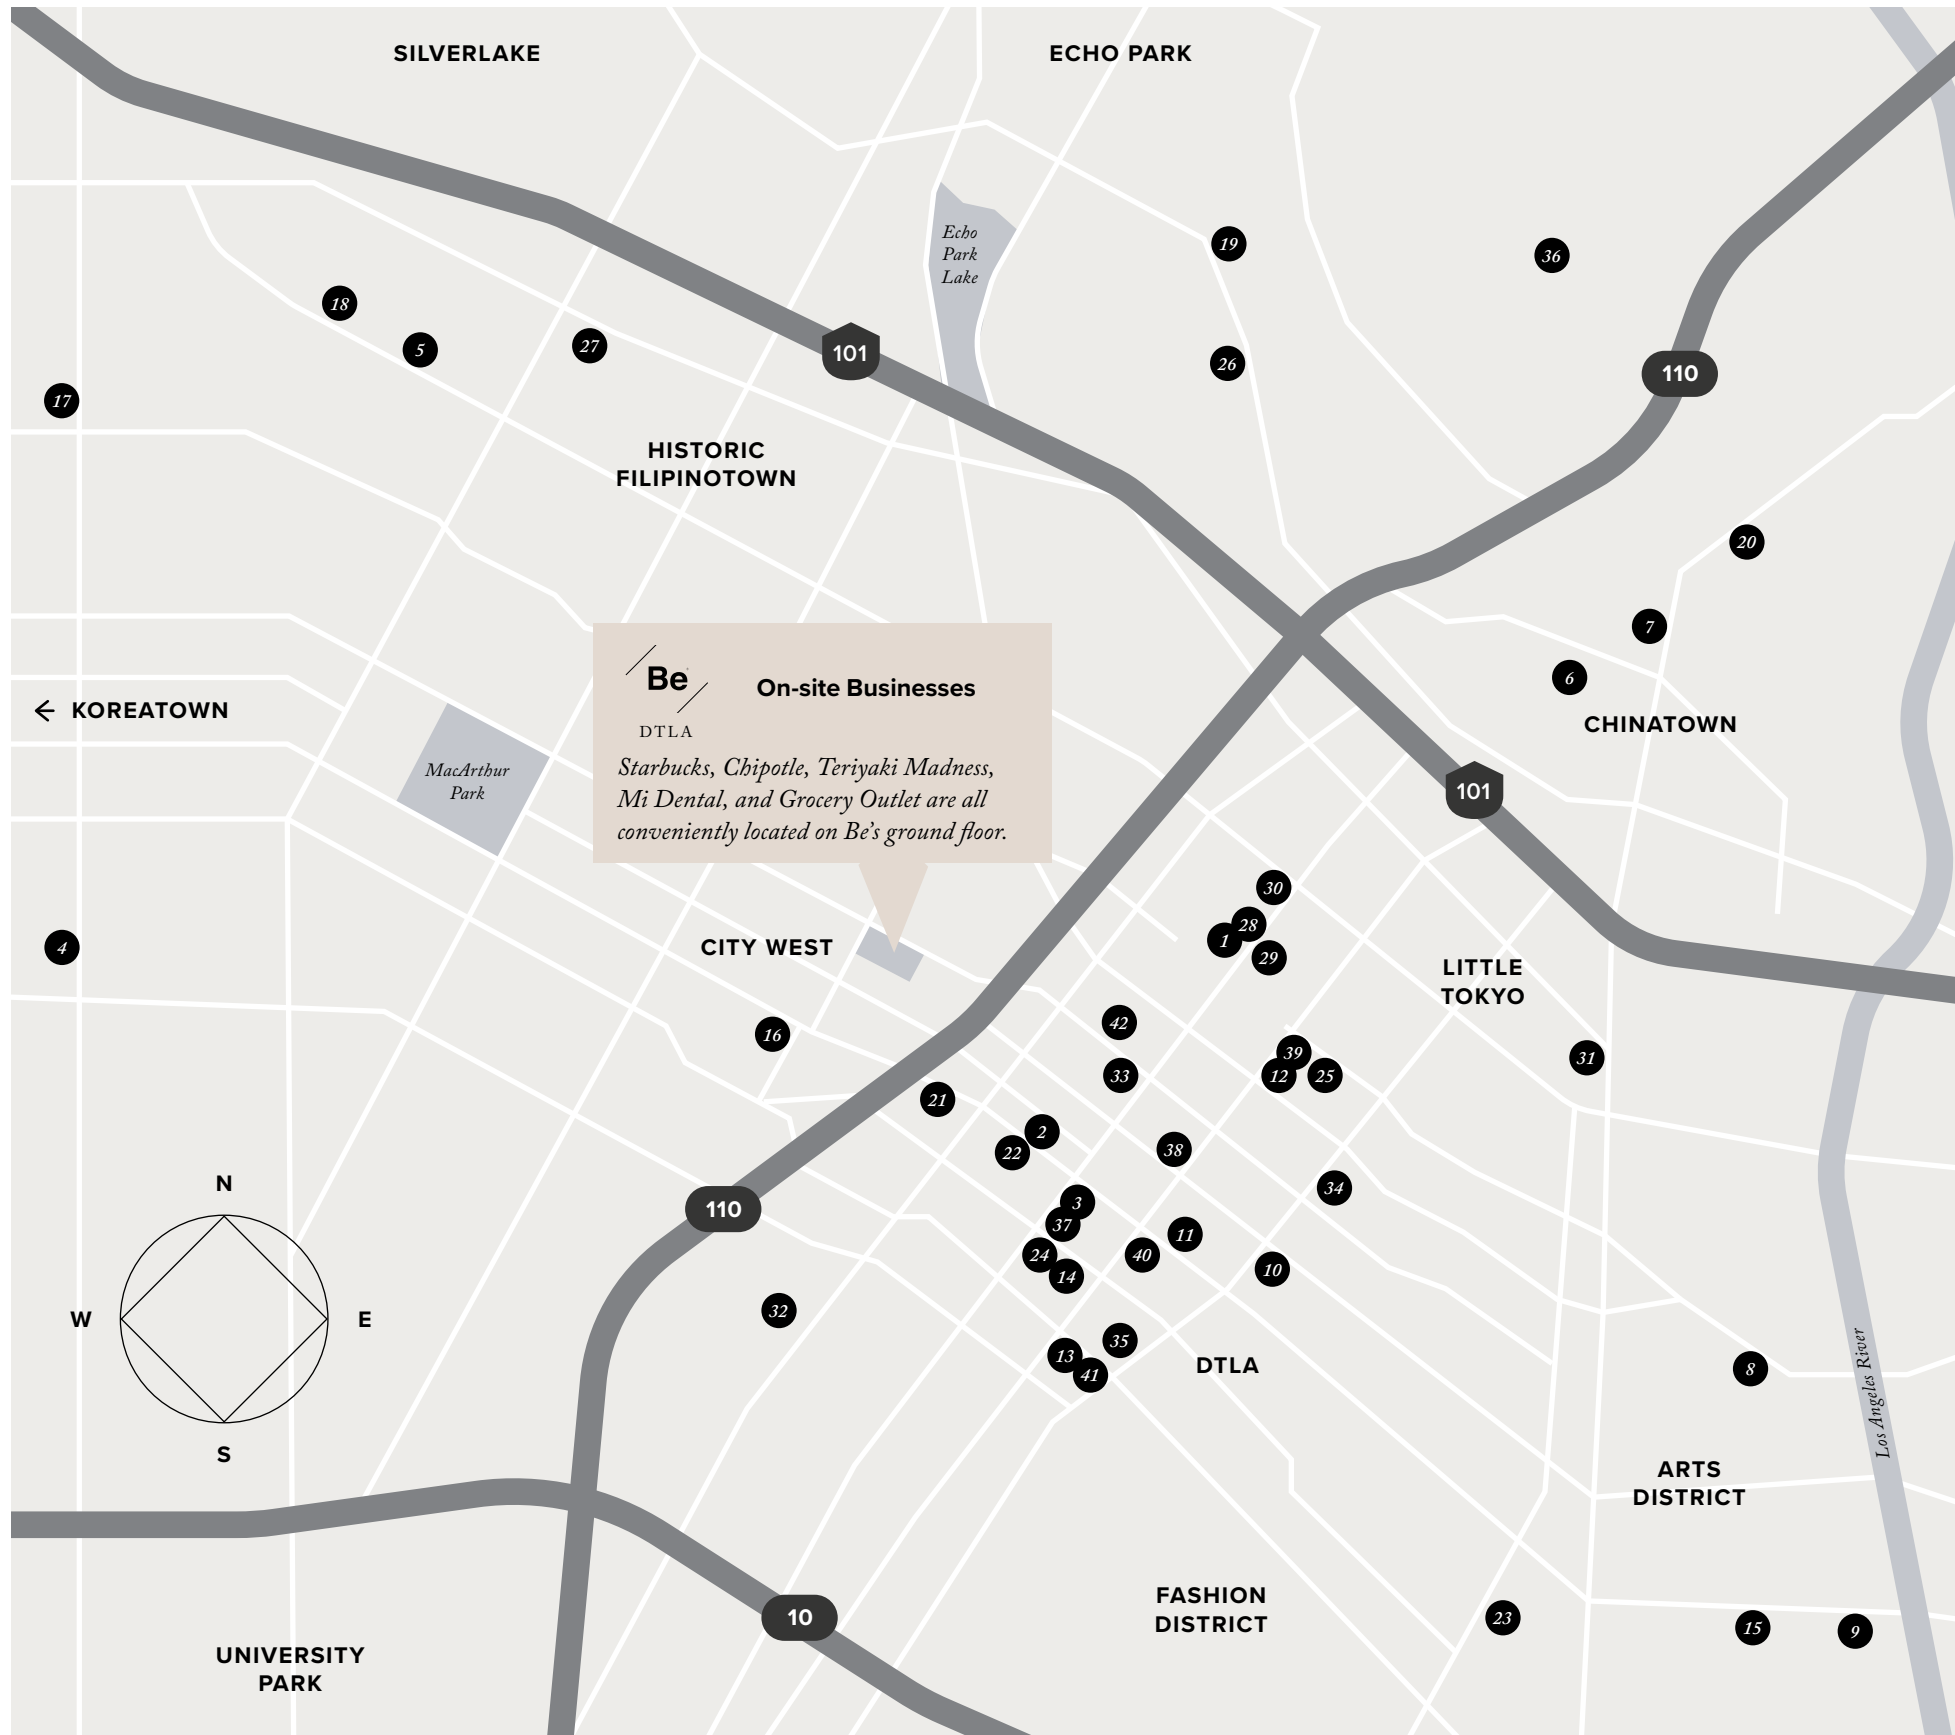 SILVERLAKE
ECHO PARK
Echo
Park
Lake
19
36
18
5
27
101
26
110
17
HISTORIC
FILIPINOTOWN
20
7
6
Be
DTLA
On-site Businesses
Starbucks, Chipotle, Teriyaki Madness,
Mi Dental, and Grocery Outlet are all
conveniently located on Be's ground floor.
KOREATOWN
CHINATOWN
MacArthur
Park
101
30
28
1
29
4
CITY WEST
LITTLE
TOKYO
42
16
39
12
25
31
33
21
2
22
38
34
N
W
E
S
110
3
37
11
24
40
14
10
32
35
13
41
DTLA
8
Los Angeles River
ARTS
DISTRICT
FASHION
DISTRICT
10
23
15
9
UNIVERSITY
PARK